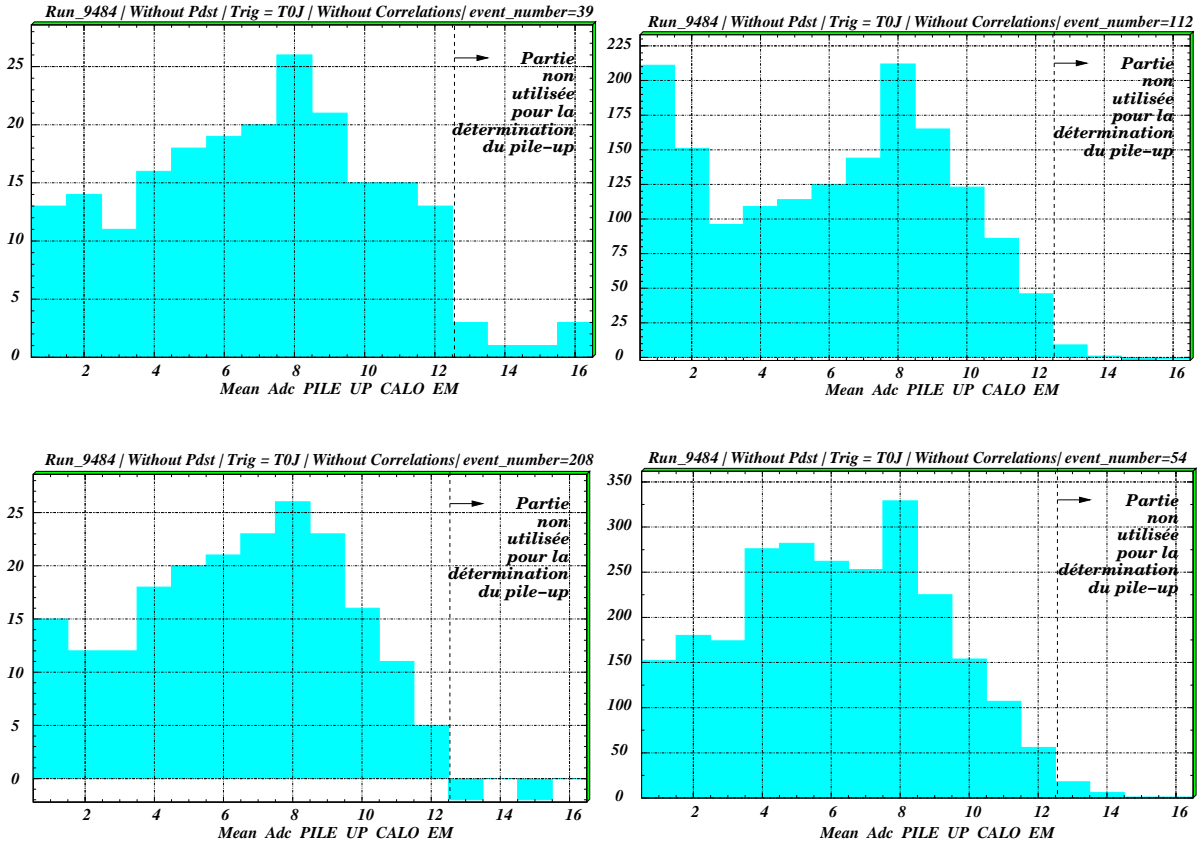 Run_9484 | Without Pdst | Trig = T0J | Without Correlations| event_number=39
25
20
15
10
5
0
Partie
non
utilisée
pour la
détermination
du pile-up
2 4 6 8 10 12 14 16
Mean Adc PILE UP CALO EM
Run_9484 | Without Pdst | Trig = T0J | Without Correlations| event_number=112
225
200
175
150
125
100
75
50
25
0
Partie
non
utilisée
pour la
détermination
du pile-up
2 4 6 8 10 12 14 16
Mean Adc PILE UP CALO EM
Run_9484 | Without Pdst | Trig = T0J | Without Correlations| event_number=208
25
20
15
10
5
0
Partie
non
utilisée
pour la
détermination
du pile-up
2 4 6 8 10 12 14 16
Mean Adc PILE UP CALO EM
Run_9484 | Without Pdst | Trig = T0J | Without Correlations| event_number=54
350
300
250
200
150
100
50
0
Partie
non
utilisée
pour la
détermination
du pile-up
2 4 6 8 10 12 14 16
Mean Adc PILE UP CALO EM